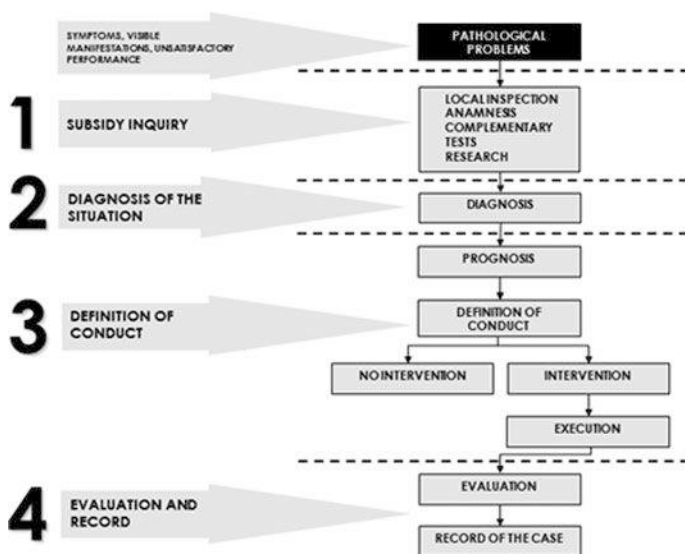 SYMPTOMS, VISIBLE
MANIFESTATIONS, UNSATISFACTORY
PERFORMANCE
PATHOLOGICAL
PROBLEMS
1
SUBSIDY INQUIRY
LOCAL INSPECTION
ANAMNESIS
COMPLEMENTARY
TESTS
RESEARCH
2
DIAGNOSIS OF THE
SITUATION
DIAGNOSIS
PROGNOSIS
3
DEFINITION OF
CONDUCT
DEFINITION OF
CONDUCT
NO INTERVENTION
INTERVENTION
EXECUTION
4
EVALUATION AND
RECORD
EVALUATION
RECORD OF THE CASE